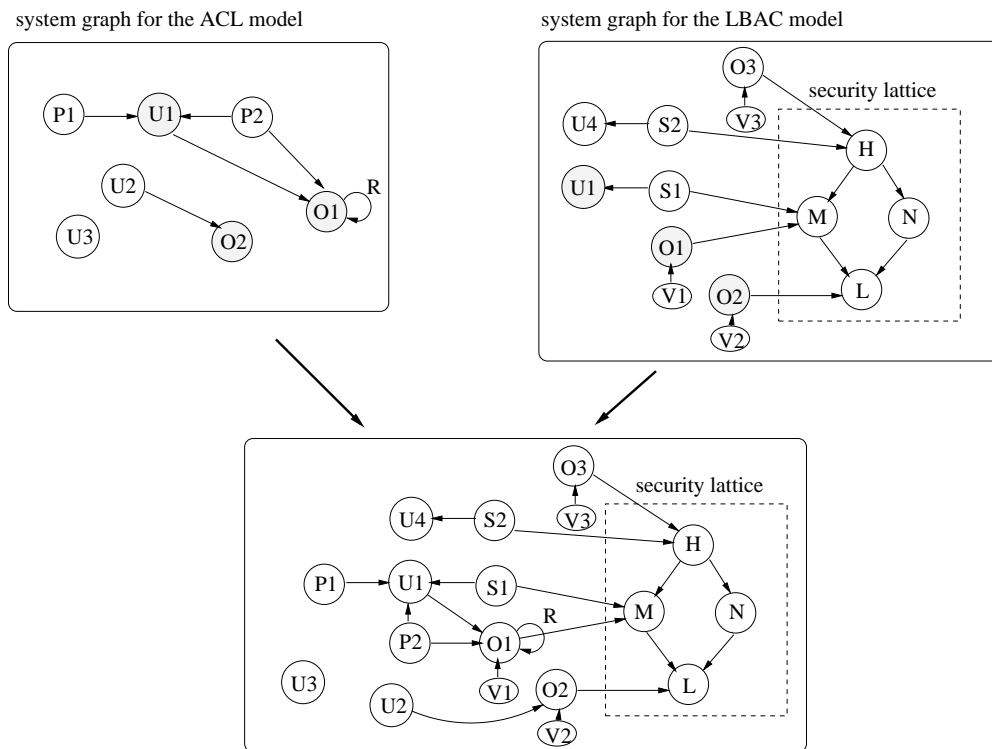 system graph for the ACL model
P1
U1
P2
U2
R
O1
U3
O2
system graph for the LBAC model
O3
security lattice
V3
U4
S2
H
U1
S1
M
N
O1
V1
O2
L
V2
O3
security lattice
U4
S2
V3
H
P1
U1
S1
R
M
N
P2
O1
U3
V1
O2
L
U2
V2